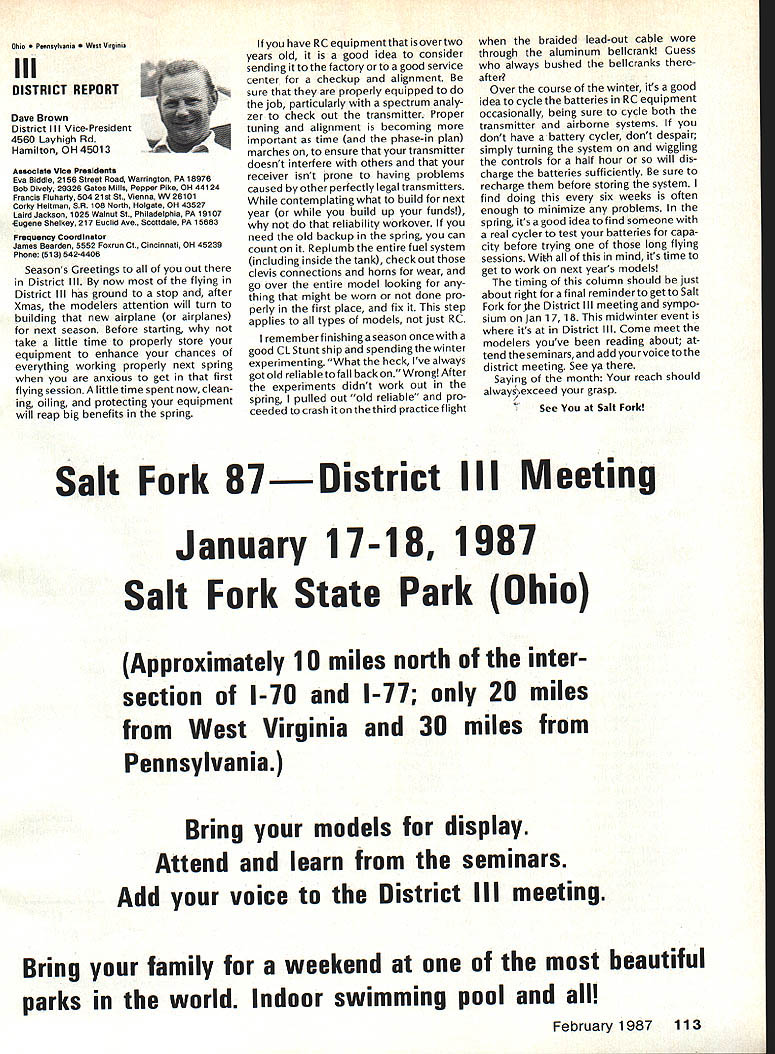 Ohio • Pennsylvania • West Virginia
III
DISTRICT REPORT
Dave Brown
District III Vice-President
4560 Layhigh Rd.
Hamilton, OH 45013
Associate Vice Presidents
Eva Biddle, 2156 Street Road, Warrington, PA 18976
Bob Dively, 29326 Gates Mills, Pepper Pike, OH 44124
Francis Fluharty, 504 21st St., Vienna, WV 26101
Corky Heitman, S.R. 108 North, Holgate, OH 43527
Laird Jackson, 1025 Walnut St., Philadelphia, PA 19107
Eugene Shelkey, 217 Euclid Ave., Scottdale, PA 15683
Frequency Coordinator
James Bearden, 5552 Foxrun Ct., Cincinnati, OH 45239
Phone: (513) 542-4406
Season's Greetings to all of you out there
in District III. By now most of the flying in
District III has ground to a stop and, after
Xmas, the modelers attention will turn to
building that new airplane (or airplanes)
for next season. Before starting, why not
take a little time to properly store your
equipment to enhance your chances of
everything working properly next spring
when you are anxious to get in that first
flying session. A little time spent now, clean-
ing, oiling, and protecting your equipment
will reap big benefits in the spring.
If you have RC equipment that is over two
years old, it is a good idea to consider
sending it to the factory or to a good service
center for a checkup and alignment. Be
sure that they are properly equipped to do
the job, particularly with a spectrum analy-
zer to check out the transmitter. Proper
tuning and alignment is becoming more
important as time (and the phase-in plan)
marches on, to ensure that your transmitter
doesn't interfere with others and that your
receiver isn't prone to having problems
caused by other perfectly legal transmitters.
While contemplating what to build for next
year (or while you build up your funds!),
why not do that reliability workover. If you
need the old backup in the spring, you can
count on it. Replumb the entire fuel system
(including inside the tank), check out those
clevis connections and horns for wear, and
go over the entire model looking for any-
thing that might be worn or not done pro-
perly in the first place, and fix it. This step
applies to all types of models, not just RC.
I remember finishing a season once with a
good CL Stunt ship and spending the winter
experimenting. "What the heck, I've always
got old reliable to fall back on." Wrong! After
the experiments didn't work out in the
spring, I pulled out "old reliable" and pro-
ceeded to crash it on the third practice flight
when the braided lead-out cable wore
through the aluminum bellcrank! Guess
who always bushed the bellcranks there-
after?
Over the course of the winter, it's a good
idea to cycle the batteries in RC equipment
occasionally, being sure to cycle both the
transmitter and airborne systems. If you
don't have a battery cycler, don't despair;
simply turning the system on and wiggling
the controls for a half hour or so will dis-
charge the batteries sufficiently. Be sure to
recharge them before storing the system. I
find doing this every six weeks is often
enough to minimize any problems. In the
spring, it's a good idea to find someone with
a real cycler to test your batteries for capa-
city before trying one of those long flying
sessions. With all of this in mind, it's time to
get to work on next year's models!
The timing of this column should be just
about right for a final reminder to get to Salt
Fork for the District III meeting and sympo-
sium on Jan 17, 18. This midwinter event is
where it's at in District III. Come meet the
modelers you've been reading about; at-
tend the seminars, and add your voice to the
district meeting. See ya there.
Saying of the month: Your reach should
always exceed your grasp.
See You at Salt Fork!
Salt Fork 87—District III Meeting
January 17-18, 1987
Salt Fork State Park (Ohio)
(Approximately 10 miles north of the inter-
section of I-70 and I-77; only 20 miles
from West Virginia and 30 miles from
Pennsylvania.)
Bring your models for display.
Attend and learn from the seminars.
Add your voice to the District III meeting.
Bring your family for a weekend at one of the most beautiful
parks in the world. Indoor swimming pool and all!
February 1987 113